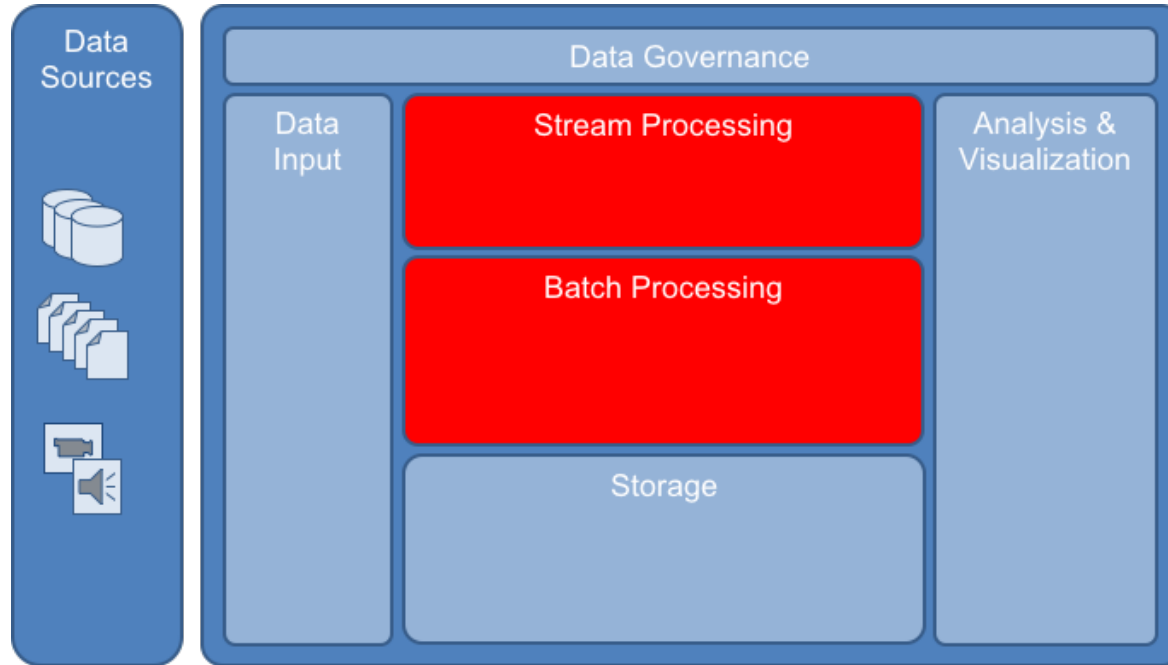 Data
Sources
Data Governance
Data
Input
Stream Processing
Batch Processing
Storage
Analysis &
Visualization